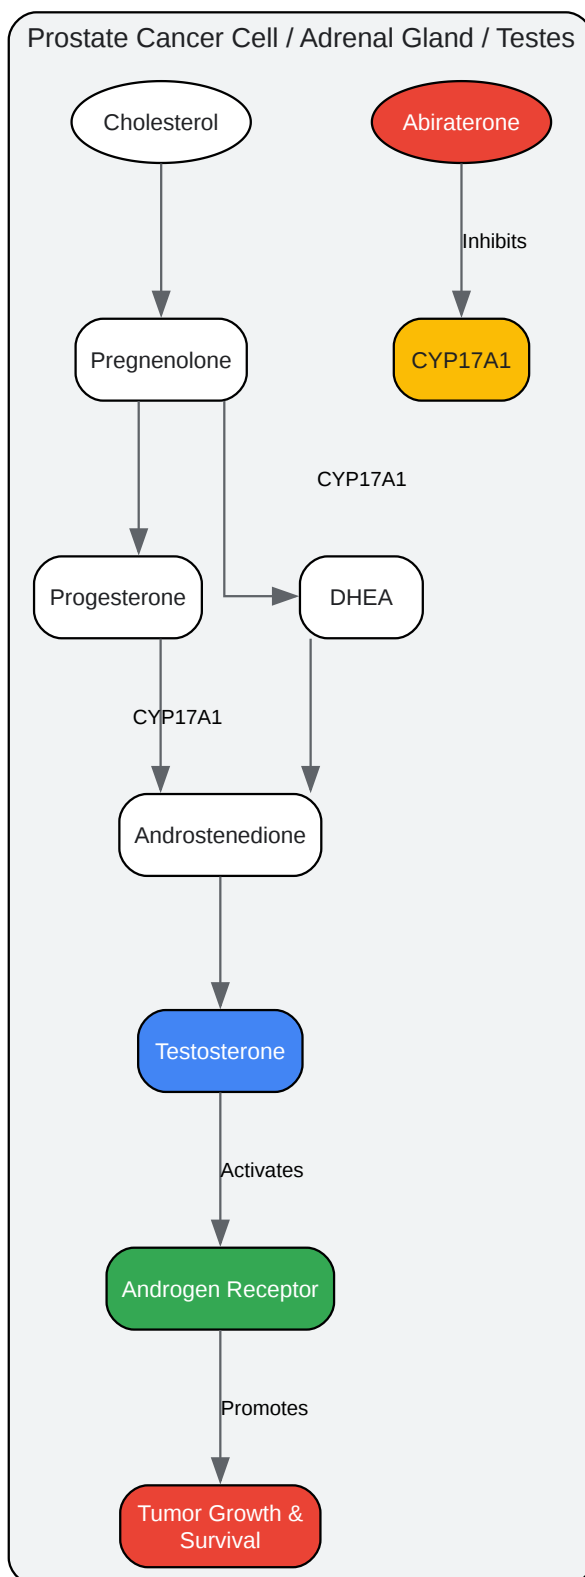 Prostate Cancer Cell / Adrenal Gland / Testes
Cholesterol
Abiraterone
Inhibits
Pregnenolone
CYP17A1
CYP17A1
Progesterone
DHEA
CYP17A1
Androstenedione
Testosterone
Activates
Androgen Receptor
Promotes
Tumor Growth &
Survival